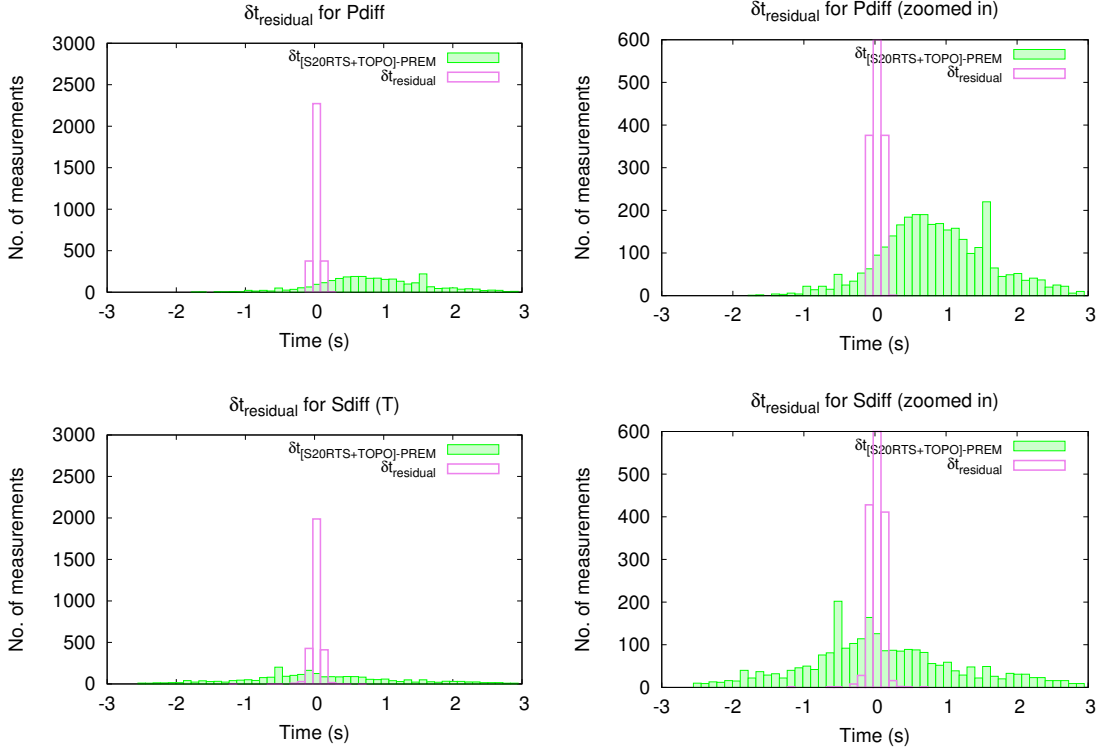 δt_residual for Pdiff
3000
2500
2000
1500
1000
500
0
-3 -2 -1 0 1 2 3
No. of measurements
Time (s)
δt_[S20RTS+TOPO]-PREM
δt_residual
δt_residual for Pdiff (zoomed in)
600
500
400
300
200
100
0
-3 -2 -1 0 1 2 3
No. of measurements
Time (s)
δt_[S20RTS+TOPO]-PREM
δt_residual
δt_residual for Sdiff (T)
3000
2500
2000
1500
1000
500
0
-3 -2 -1 0 1 2 3
No. of measurements
Time (s)
δt_[S20RTS+TOPO]-PREM
δt_residual
δt_residual for Sdiff (zoomed in)
600
500
400
300
200
100
0
-3 -2 -1 0 1 2 3
No. of measurements
Time (s)
δt_[S20RTS+TOPO]-PREM
δt_residual